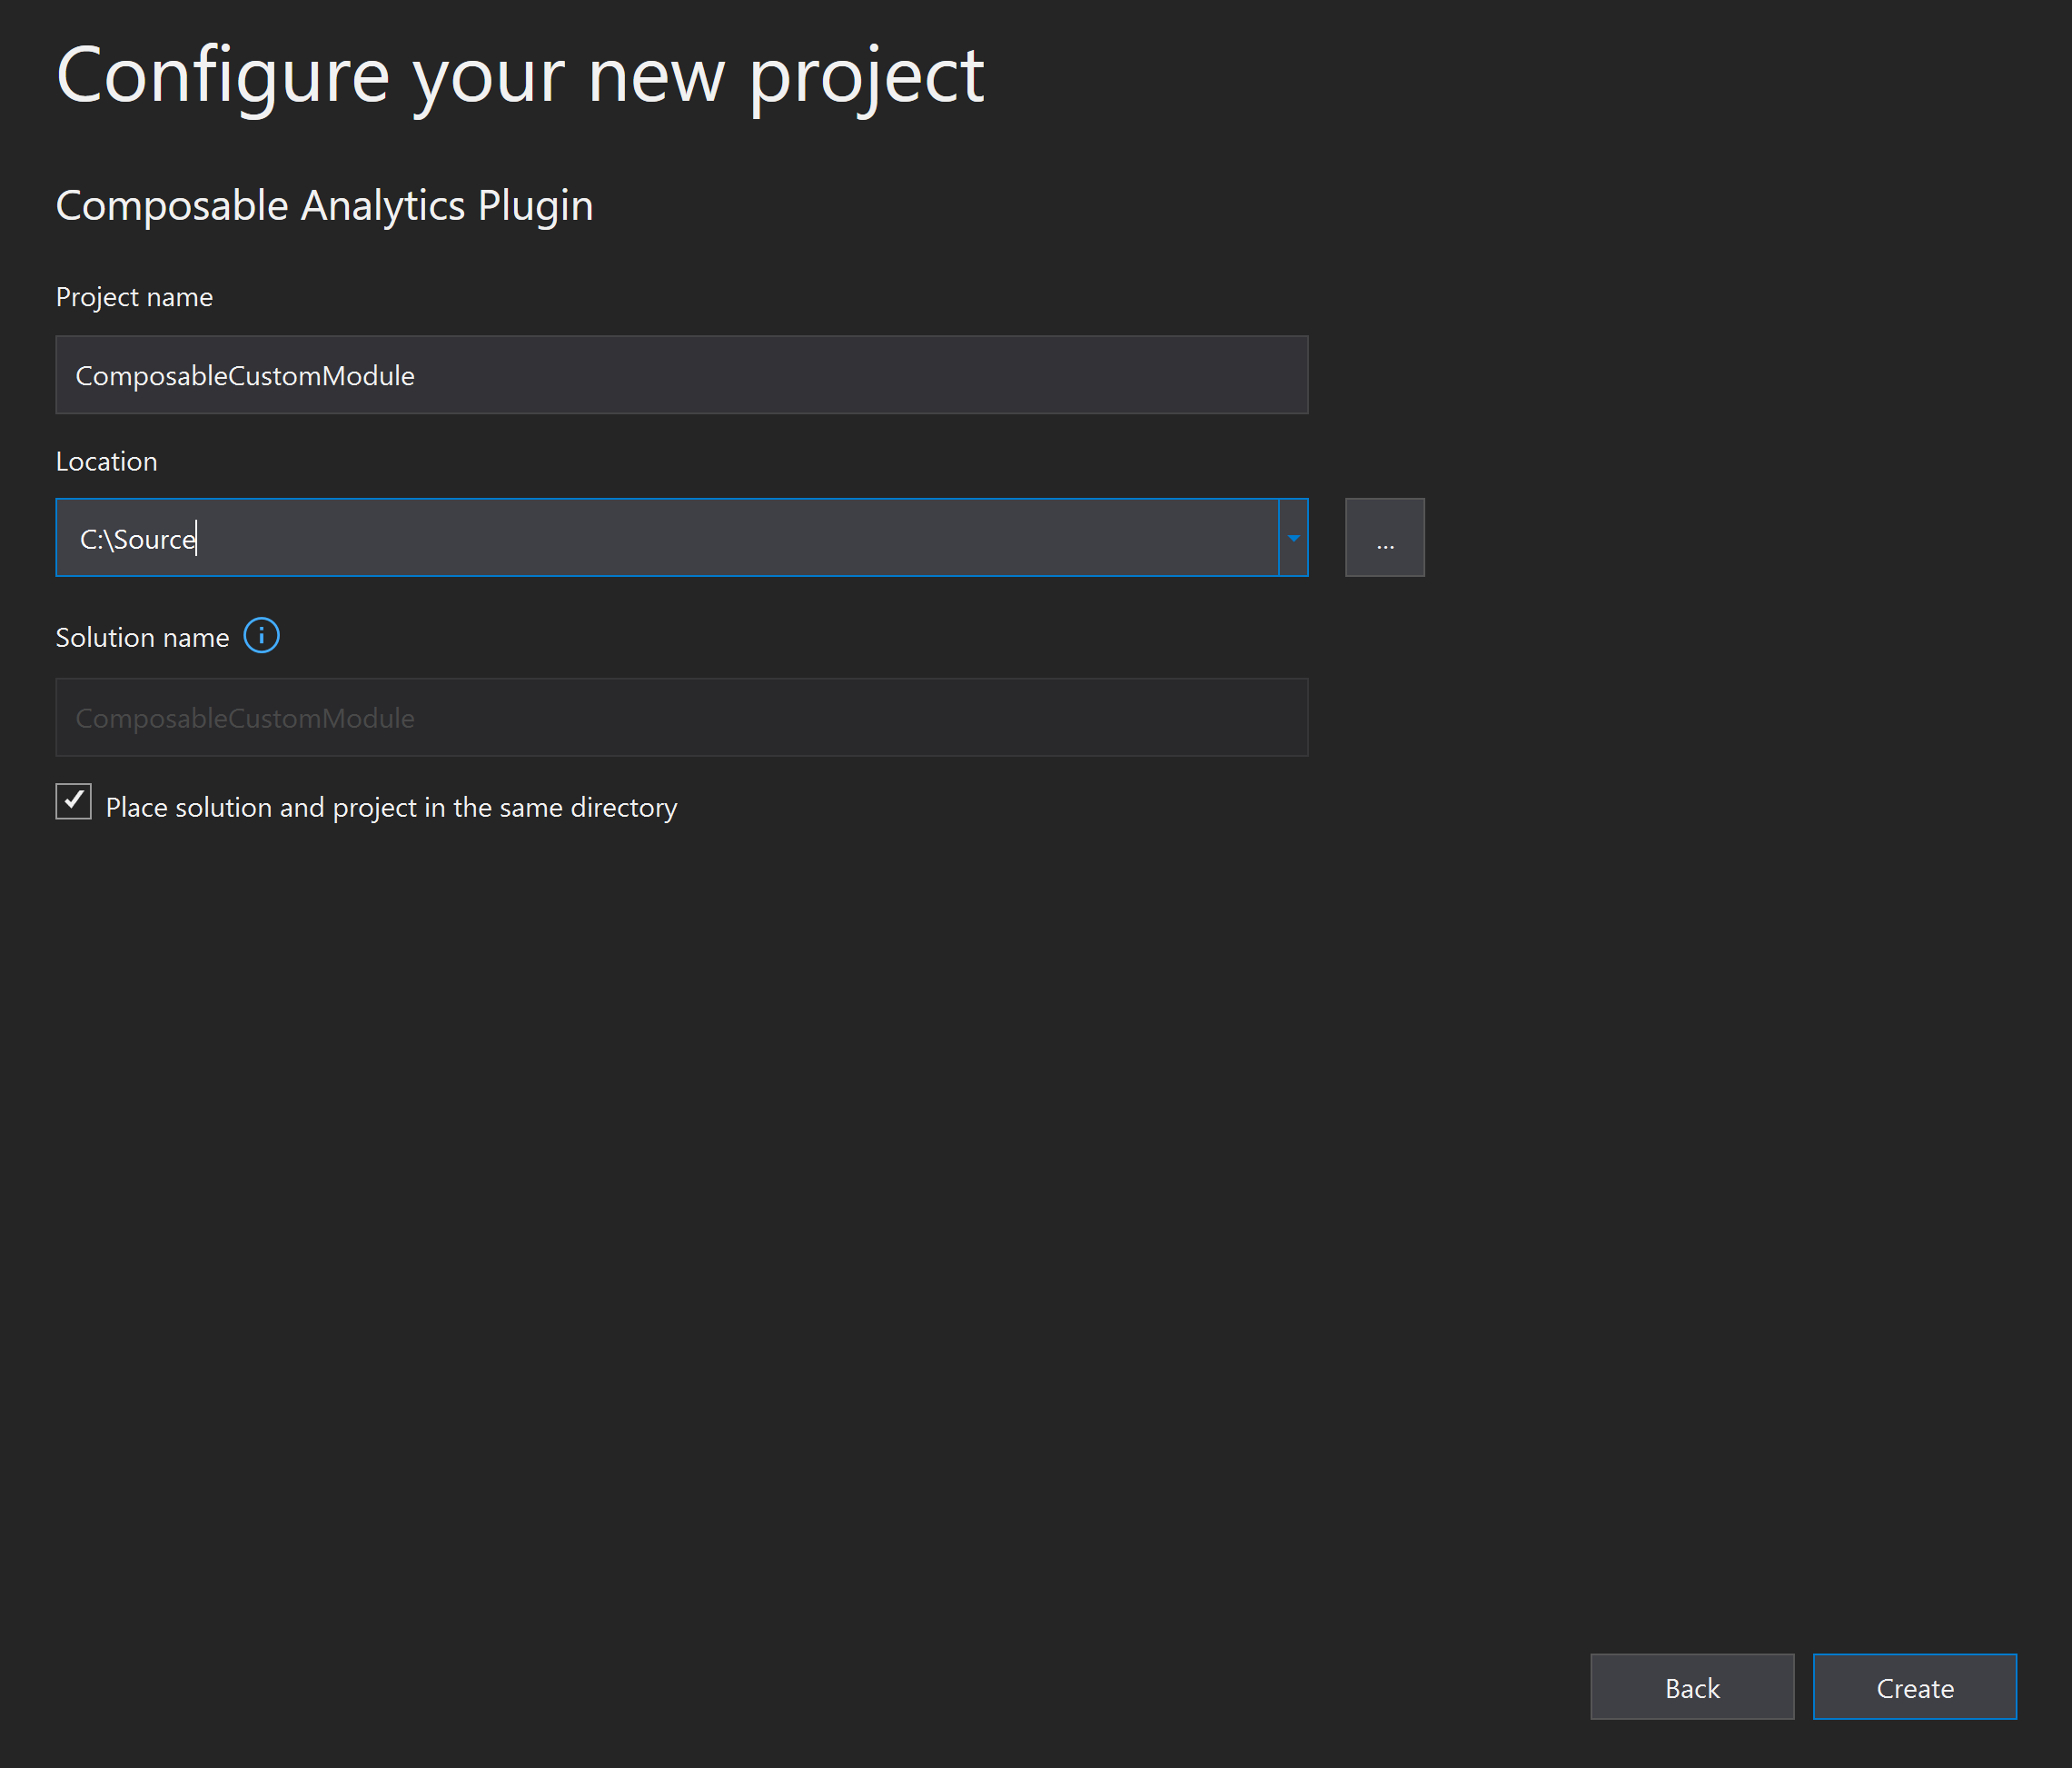 Configure your new project
Composable Analytics Plugin
Project name
ComposableCustomModule
Location
C:\Source
...
Solution name
ComposableCustomModule
Place solution and project in the same directory
Back
Create